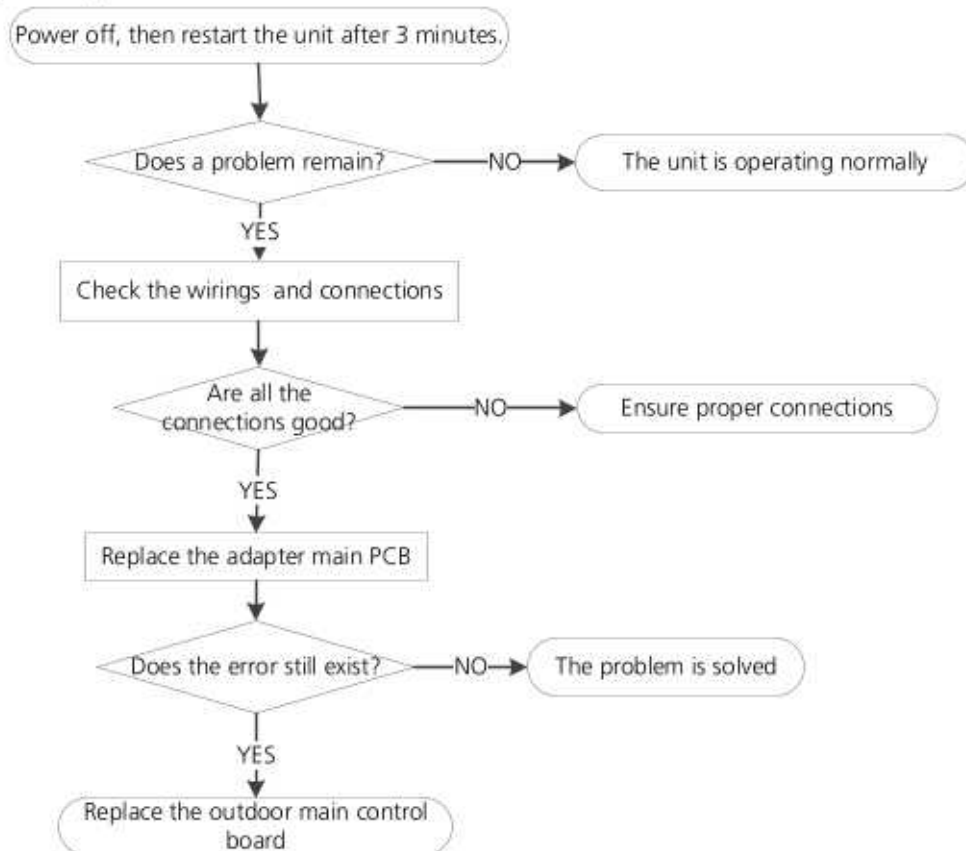 Power off, then restart the unit after 3 minutes.
Does a problem remain?
NO
The unit is operating normally
YES
Check the wirings and connections
Are all the
connections good?
NO
Ensure proper connections
YES
Replace the adapter main PCB
Does the error still exist?
NO
The problem is solved
YES
Replace the outdoor main control
board